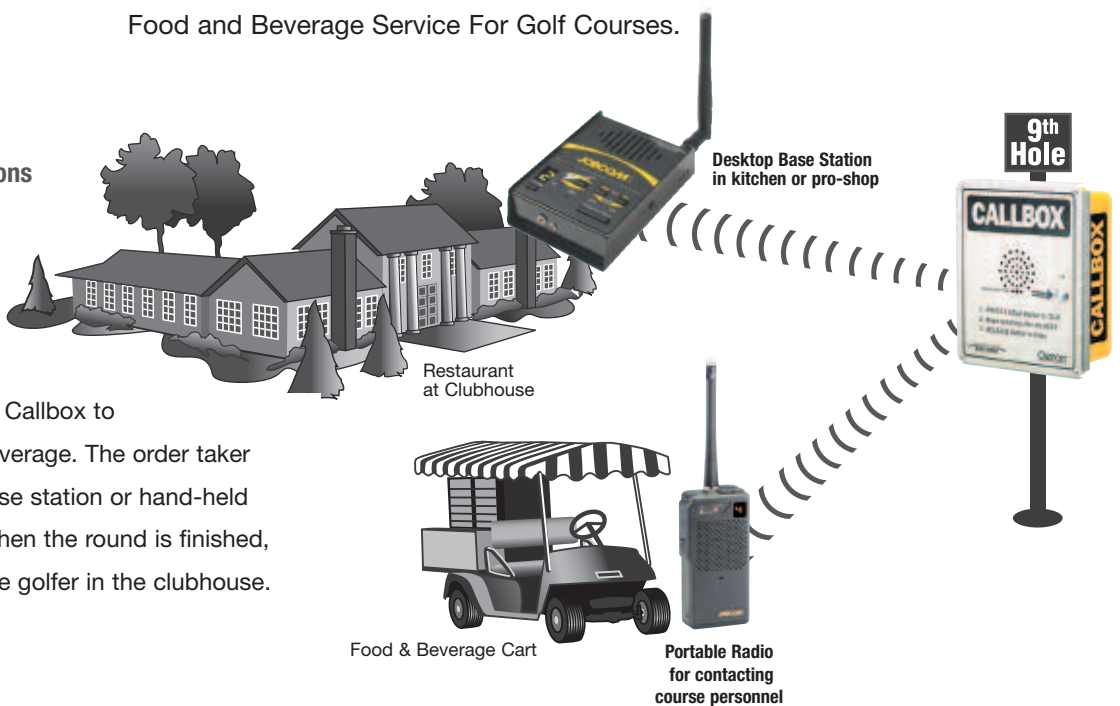 Food and Beverage Service For Golf Courses.
ons
Desktop Base Station
in kitchen or pro-shop
JOBCOM
9th
Hole
CALLBOX
CALLBOX
Restaurant
at Clubhouse
Callbox to
verage. The order taker
se station or hand-held
hen the round is finished,
e golfer in the clubhouse.
Food & Beverage Cart
Portable Radio
for contacting
course personnel